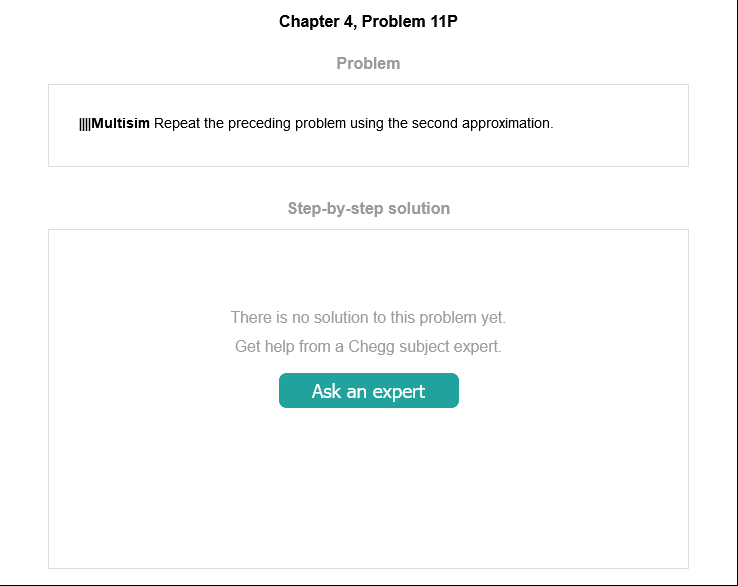 Chapter 4, Problem 11P
Problem
||||Multisim Repeat the preceding problem using the second approximation.
Step-by-step solution
There is no solution to this problem yet.
Get help from a Chegg subject expert.
Ask an expert